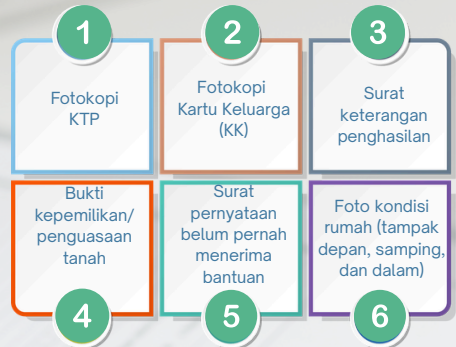 1
Fotokopi
KTP
2
Fotokopi
Kartu Keluarga
(KK)
3
Surat
keterangan
penghasilan
Bukti
kepemilikan/
penguasaan
tanah
4
Surat
pernyataan
belum pernah
menerima
bantuan
5
Foto kondisi
rumah (tampak
depan, samping,
dan dalam)
6